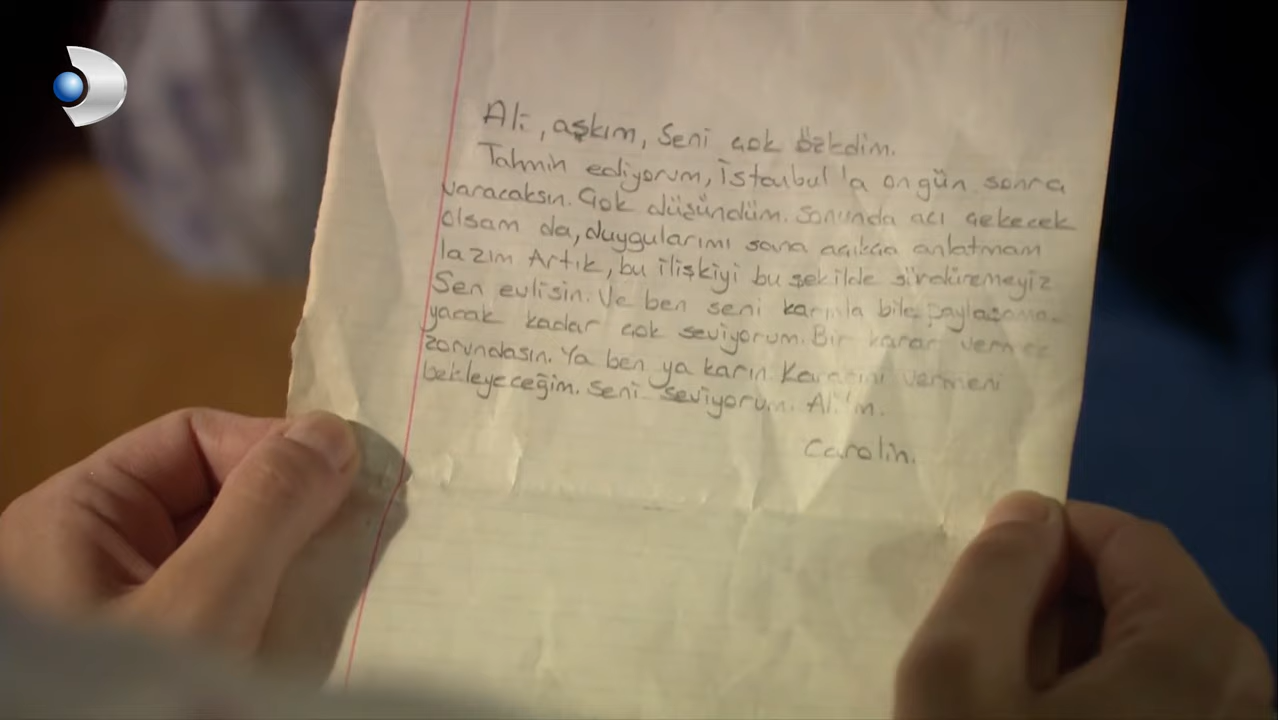 Ali, aşkım, Seni çok özledim.
Tahmin ediyorum, İstanbul'a on gün sonra
varacaksın. Çok düşündüm. Sonunda acı çekecek
olsam da, duygularımı sana açıkça anlatmam
lazım Artık, bu ilişkiyi bu şekilde sürdüremeyiz
Sen evlisin. Ve ben seni karınla bile paylaşama-
yacak kadar çok seviyorum. Bir karar vermek
zorundasın. Ya ben ya karın Kararını vermeni
bekleyeceğim. Seni seviyorum. Ali'm.
Carolin.